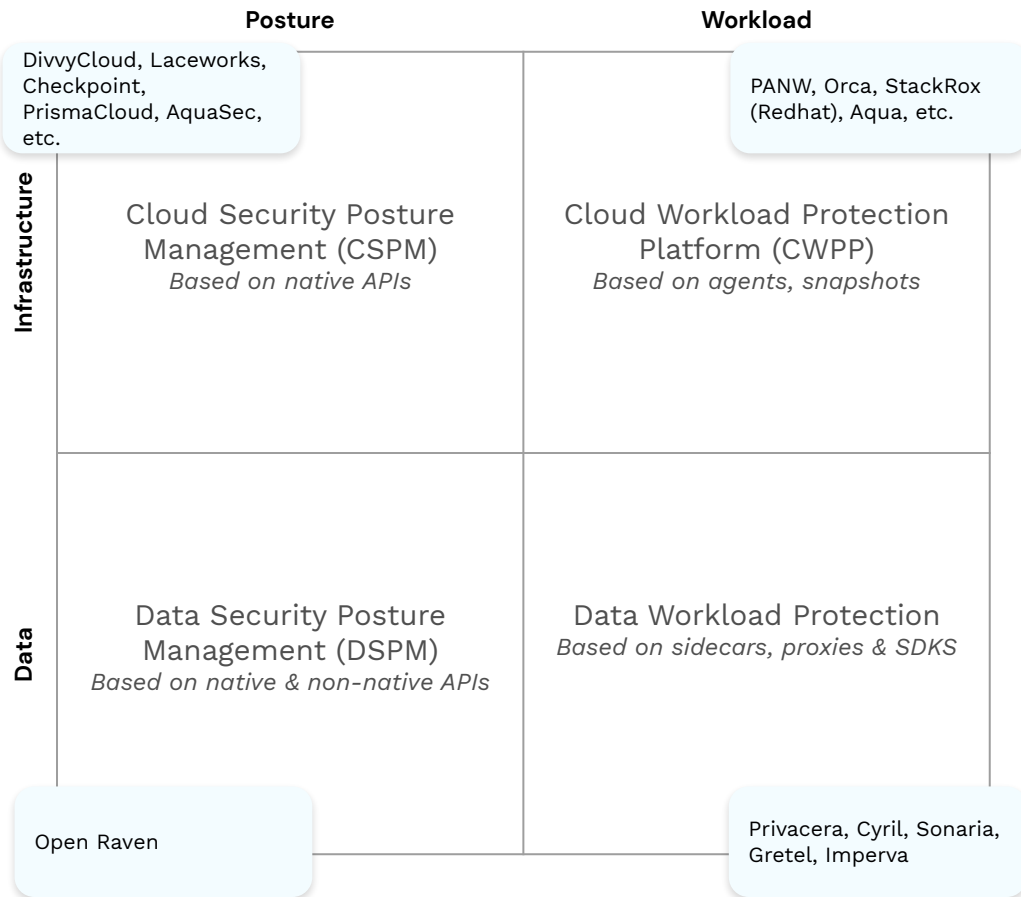 Posture
Workload
DivvyCloud, Laceworks,
Checkpoint,
PrismaCloud, AquaSec,
etc.
PANW, Orca, StackRox
(Redhat), Aqua, etc.
Infrastructure
Cloud Security Posture
Management (CSPM)
Based on native APIs
Cloud Workload Protection
Platform (CWPP)
Based on agents, snapshots
Data
Data Security Posture
Management (DSPM)
Based on native & non-native APIs
Data Workload Protection
Based on sidecars, proxies & SDKS
Open Raven
Privacera, Cyril, Sonaria,
Gretel, Imperva